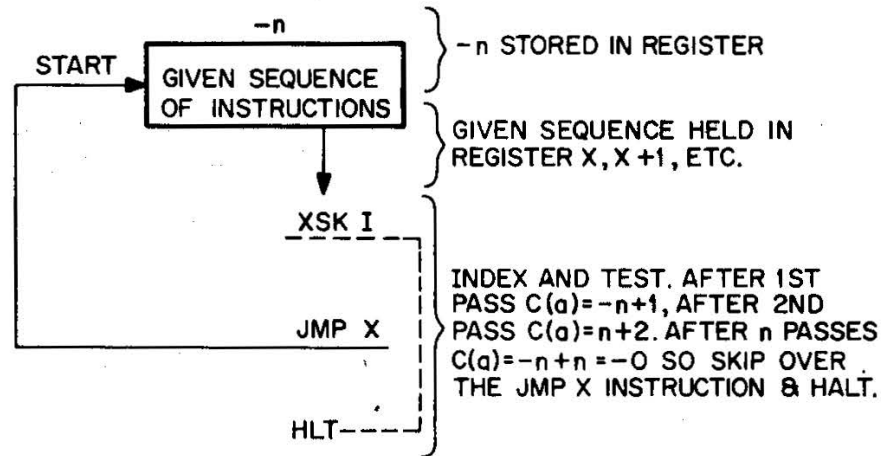 -n
-n STORED IN REGISTER
START
GIVEN SEQUENCE
OF INSTRUCTIONS
GIVEN SEQUENCE HELD IN
REGISTER X, X+1, ETC.
XSK I
INDEX AND TEST. AFTER 1ST
PASS C(a)=-n+1, AFTER 2ND
PASS C(a)=n+2. AFTER n PASSES
C(a)=-n+n=-0 SO SKIP OVER
THE JMP X INSTRUCTION & HALT.
JMP X
HLT